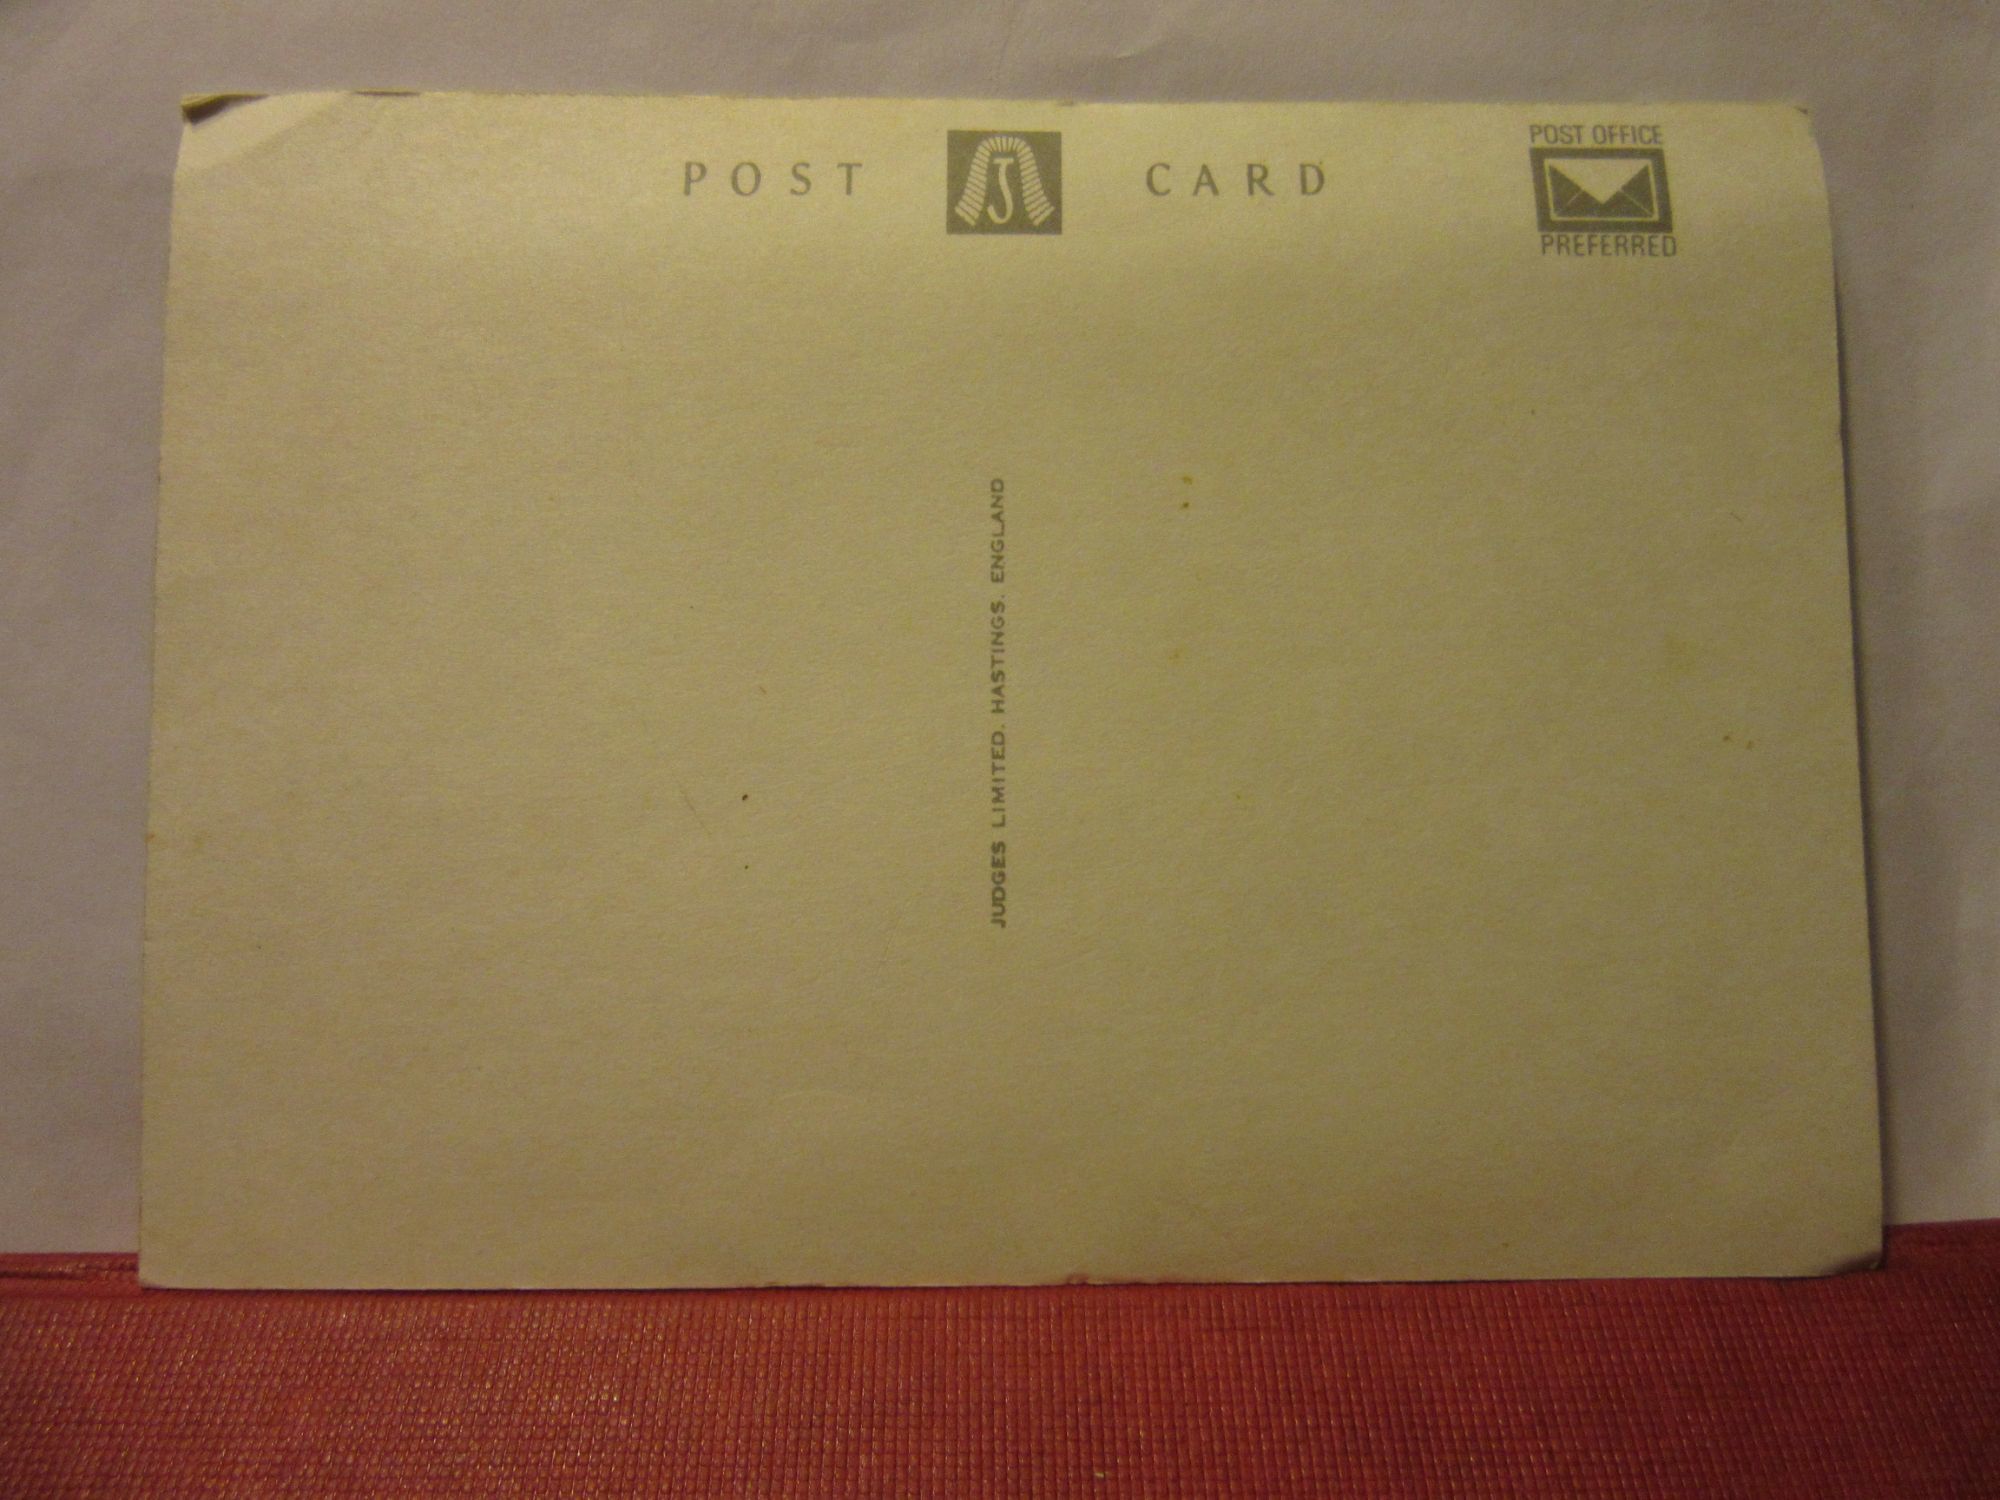 POST J CARD
POST OFFICE
PREFERRED
JUDGES LIMITED. HASTINGS. ENGLAND